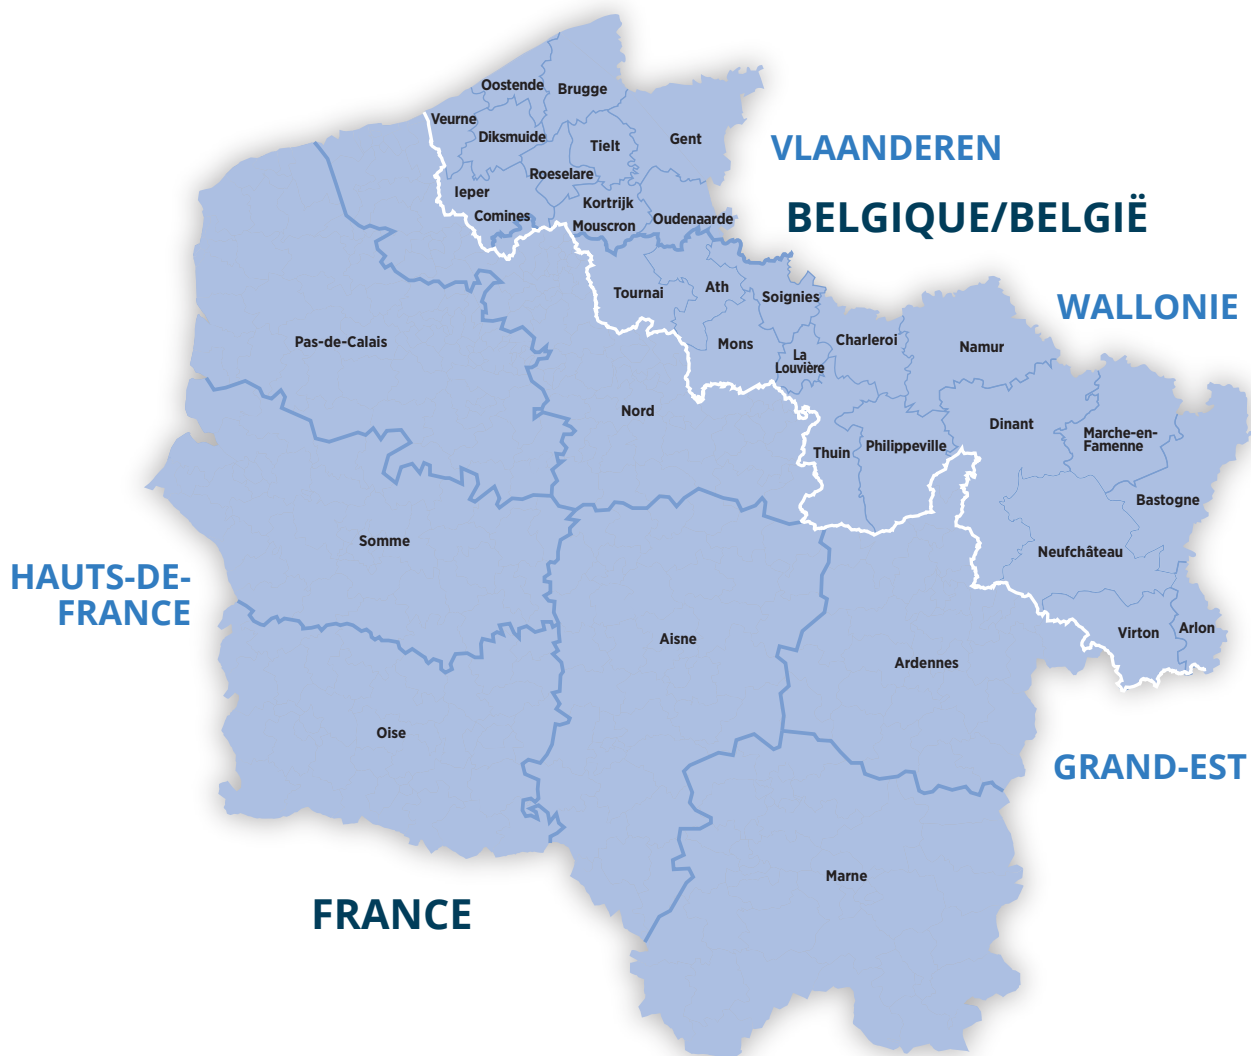 Oostende
Brugge
Veurne
Diksmuide
Tielt
Gent
VLAANDEREN
Roeselare
Ieper
Kortrijk
Comines
Mouscron
Oudenaarde
BELGIQUE/BELGIË
Tournai
Ath
Soignies
WALLONIE
Pas-de-Calais
Mons
Charleroi
Namur
La
Louvière
Nord
Dinant
Marche-en-
Famenne
Thuin
Philippeville
Bastogne
Somme
Neufchâteau
HAUTS-DE-
FRANCE
Aisne
Virton
Arlon
Ardennes
Oise
GRAND-EST
Marne
FRANCE